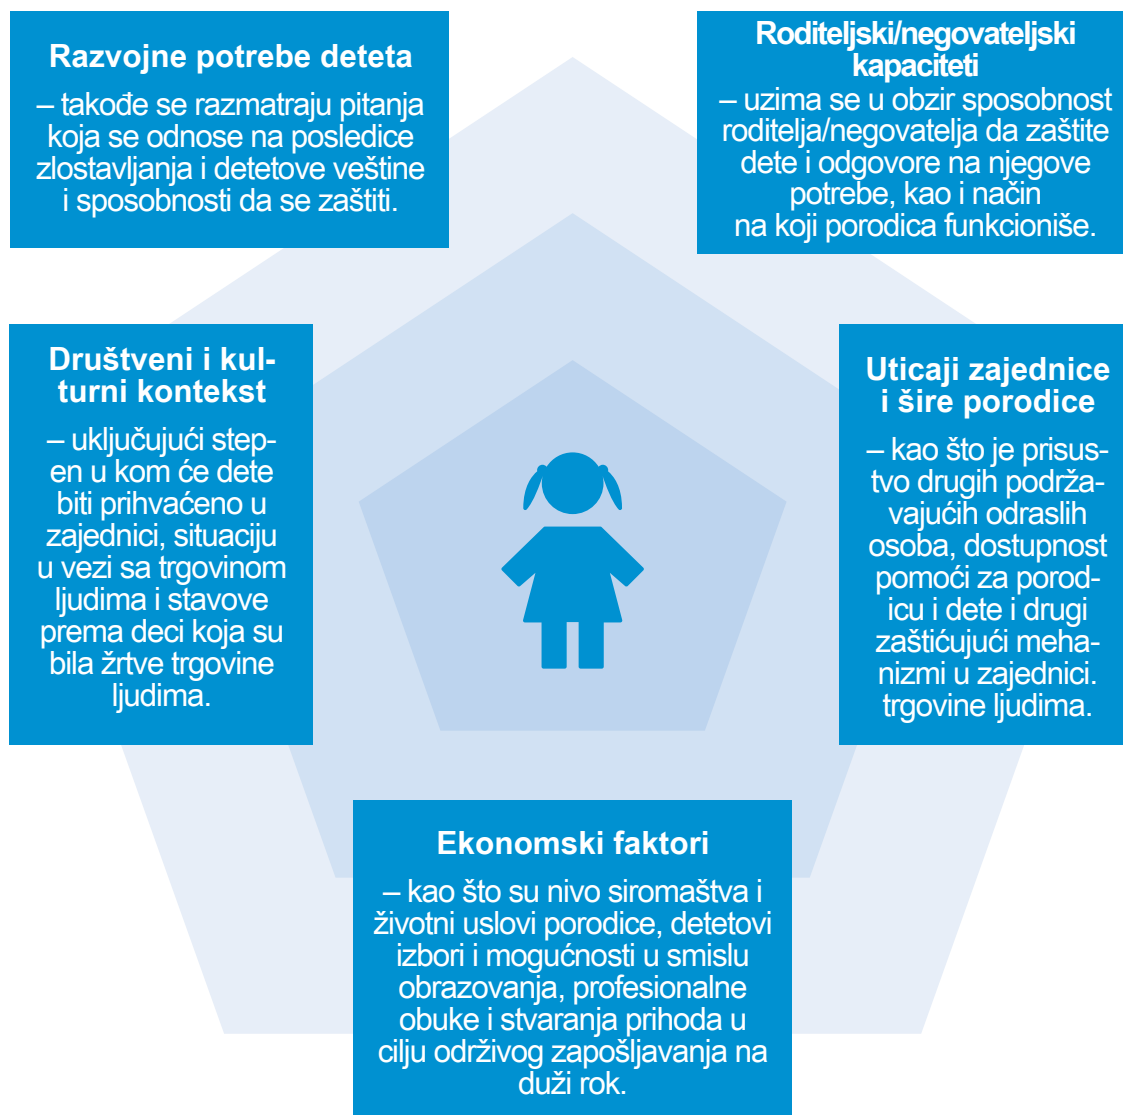 Razvojne potrebe deteta
– takođe se razmatraju pitanja
koja se odnose na posledice
zlostavljanja i detetove veštine
i sposobnosti da se zaštiti.
Roditeljski/negovateljski
kapaciteti
– uzima se u obzir sposobnost
roditelja/negovatelja da zaštite
dete i odgovore na njegove
potrebe, kao i način
na koji porodica funkcioniše.
Društveni i kul-
turni kontekst
– uključujući step-
en u kom će dete
biti prihvaćeno u
zajednici, situaciju
u vezi sa trgovinom
ljudima i stavove
prema deci koja su
bila žrtve trgovine
ljudima.
Uticaji zajednice
i šire porodice
– kao što je prisus-
tvo drugih podrža-
vajućih odraslih
osoba, dostupnost
pomoći za porod-
icu i dete i drugi
zaštićujući meha-
nizmi u zajednici.
trgovine ljudima.
Ekonomski faktori
– kao što su nivo siromaštva i
životni uslovi porodice, detetovi
izbori i mogućnosti u smislu
obrazovanja, profesionalne
obuke i stvaranja prihoda u
cilju održivog zapošljavanja na
duži rok.